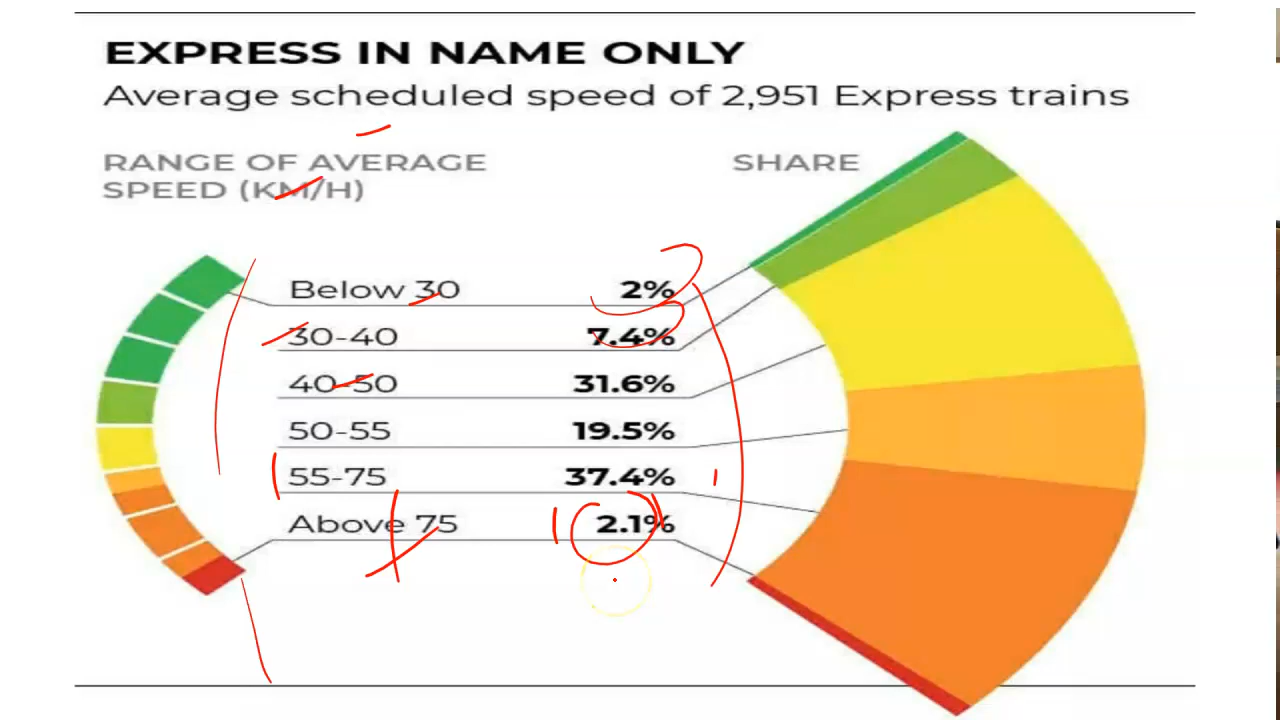 EXPRESS IN NAME ONLY
Average scheduled speed of 2,951 Express trains
RANGE OF AVERAGE SPEED (KM/H)
SHARE
Below 30 2%
30-40 7.4%
40-50 31.6%
50-55 19.5%
55-75 37.4%
Above 75 2.1%